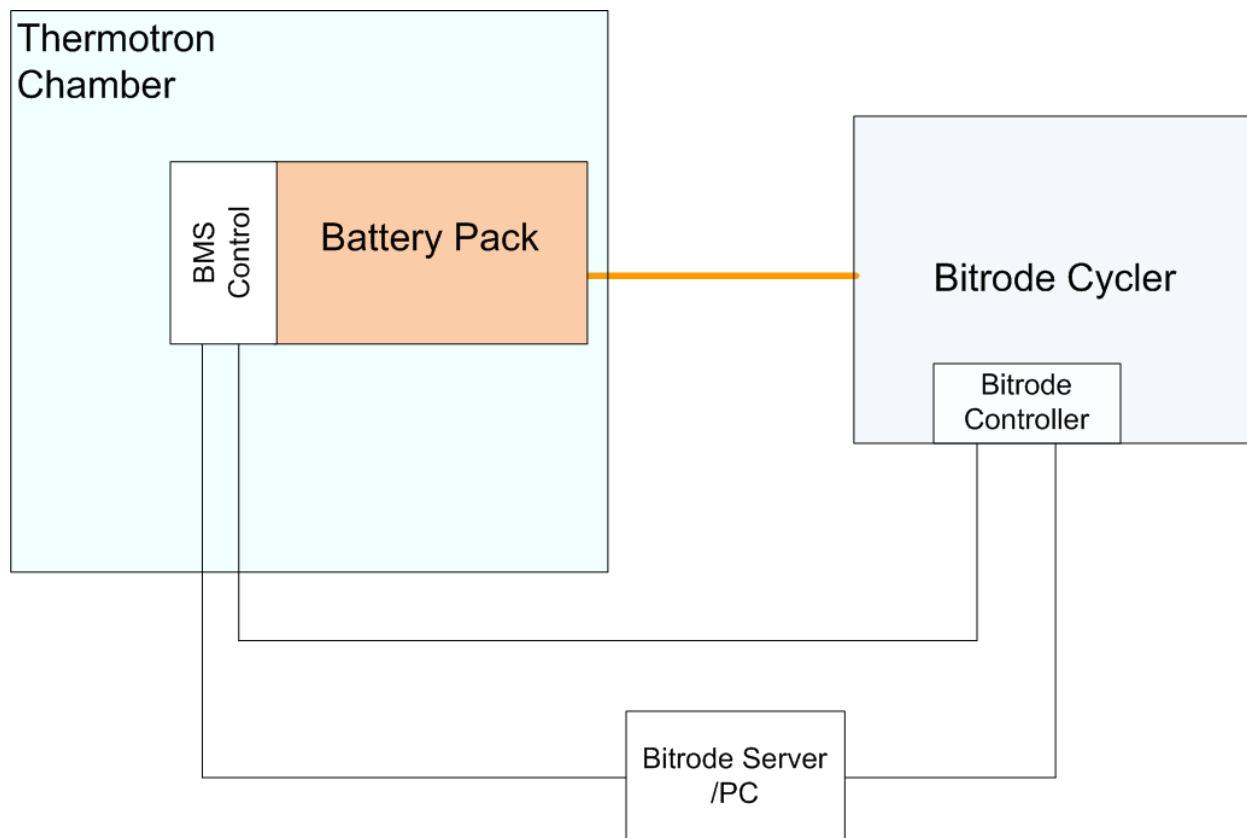 Thermotron
Chamber
BMS
Control
Battery Pack
Bitrode Cycler
Bitrode
Controller
Bitrode Server
/PC